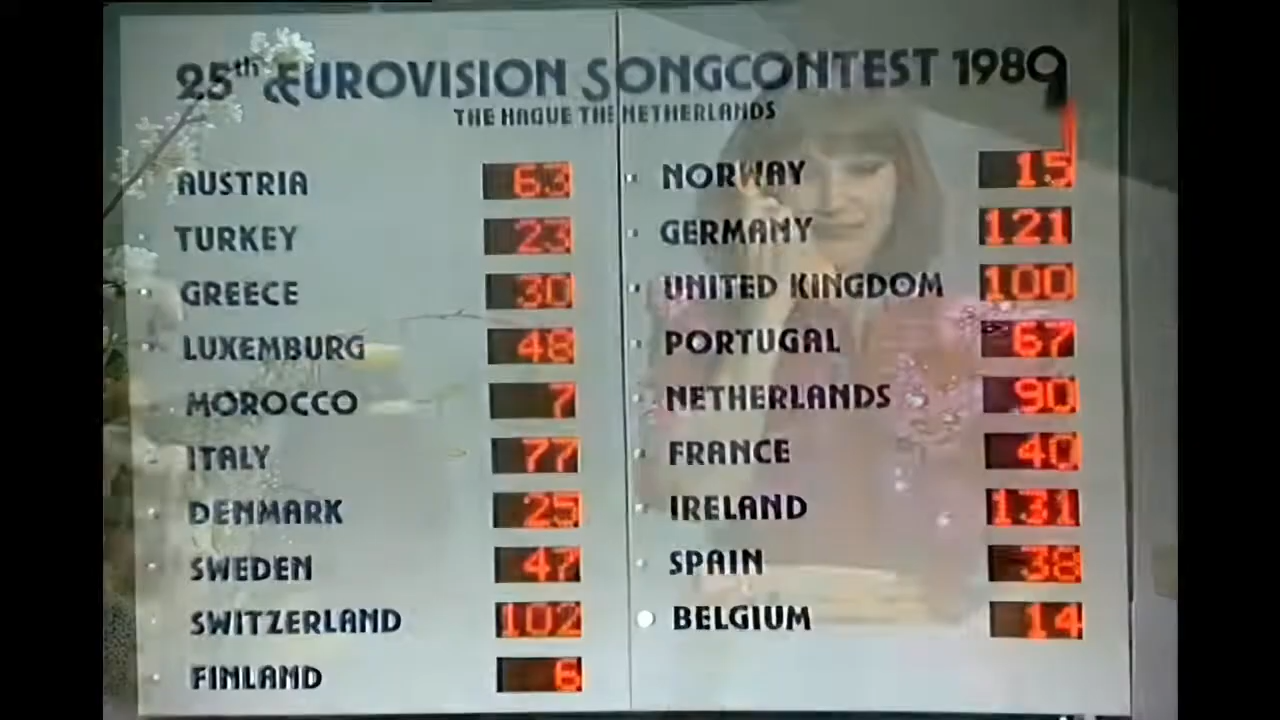 25th EUROVISION SONGCONTEST 1980
THE HAGUE THE NETHERLANDS
AUSTRIA 63
TURKEY 23
GREECE 30
LUXEMBURG 48
MOROCCO 7
ITALY 77
DENMARK 25
SWEDEN 47
SWITZERLAND 102
FINLAND 6
NORWAY 15
GERMANY 121
UNITED KINGDOM 100
PORTUGAL 67
NETHERLANDS 90
FRANCE 40
IRELAND 131
SPAIN 38
BELGIUM 14